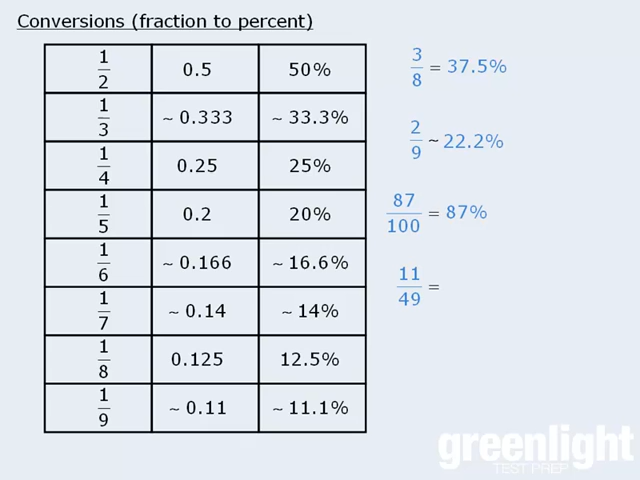 Conversions (fraction to percent)
1/2 0.5 50%
1/3 ~ 0.333 ~ 33.3%
1/4 0.25 25%
1/5 0.2 20%
1/6 ~ 0.166 ~ 16.6%
1/7 ~ 0.14 ~ 14%
1/8 0.125 12.5%
1/9 ~ 0.11 ~ 11.1%
3/8 = 37.5%
2/9 ~ 22.2%
87/100 = 87%
11/49 =
greenlight
TEST PREP